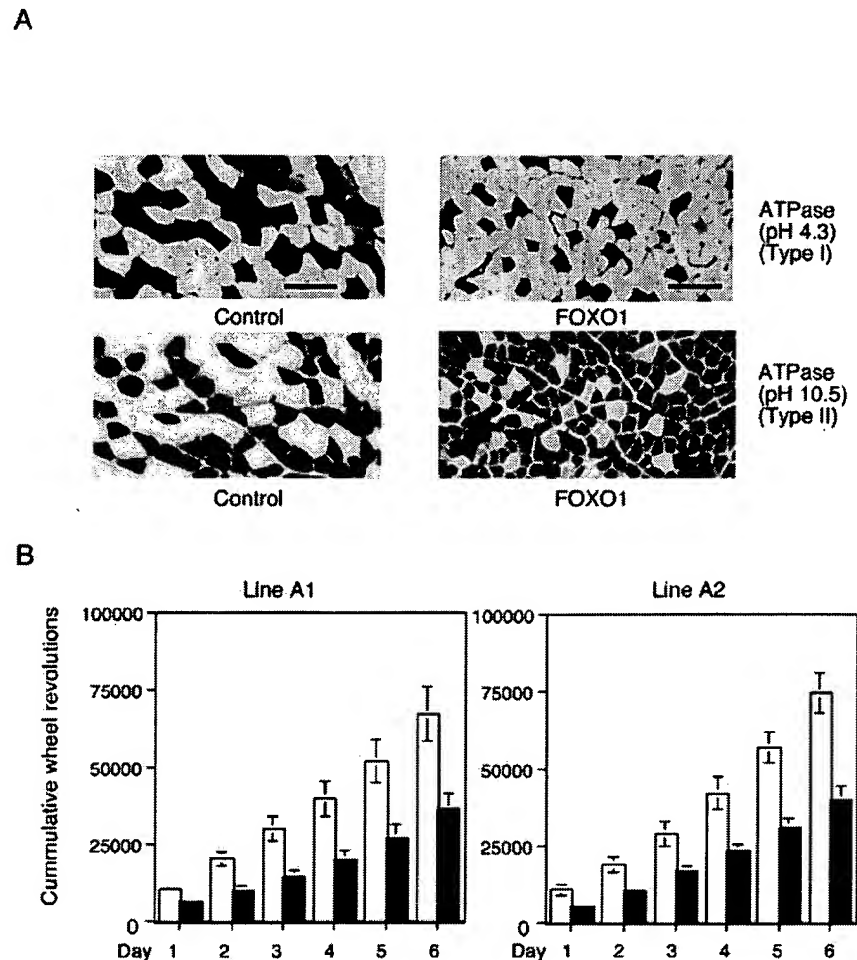 A
ATPase
(pH 4.3)
(Type I)
Control
FOXO1
ATPase
(pH 10.5)
(Type II)
Control
FOXO1
B
Line A1
Line A2
Cummulative wheel revolutions
100000
75000
50000
25000
0
100000
75000
50000
25000
0
Day 1 2 3 4 5 6
Day 1 2 3 4 5 6